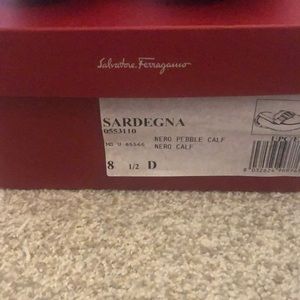 Salvatore Ferragamo
SARDEGNA
0553110
NERO PEBBLE CALF
NERO CALF
8 1/2 D